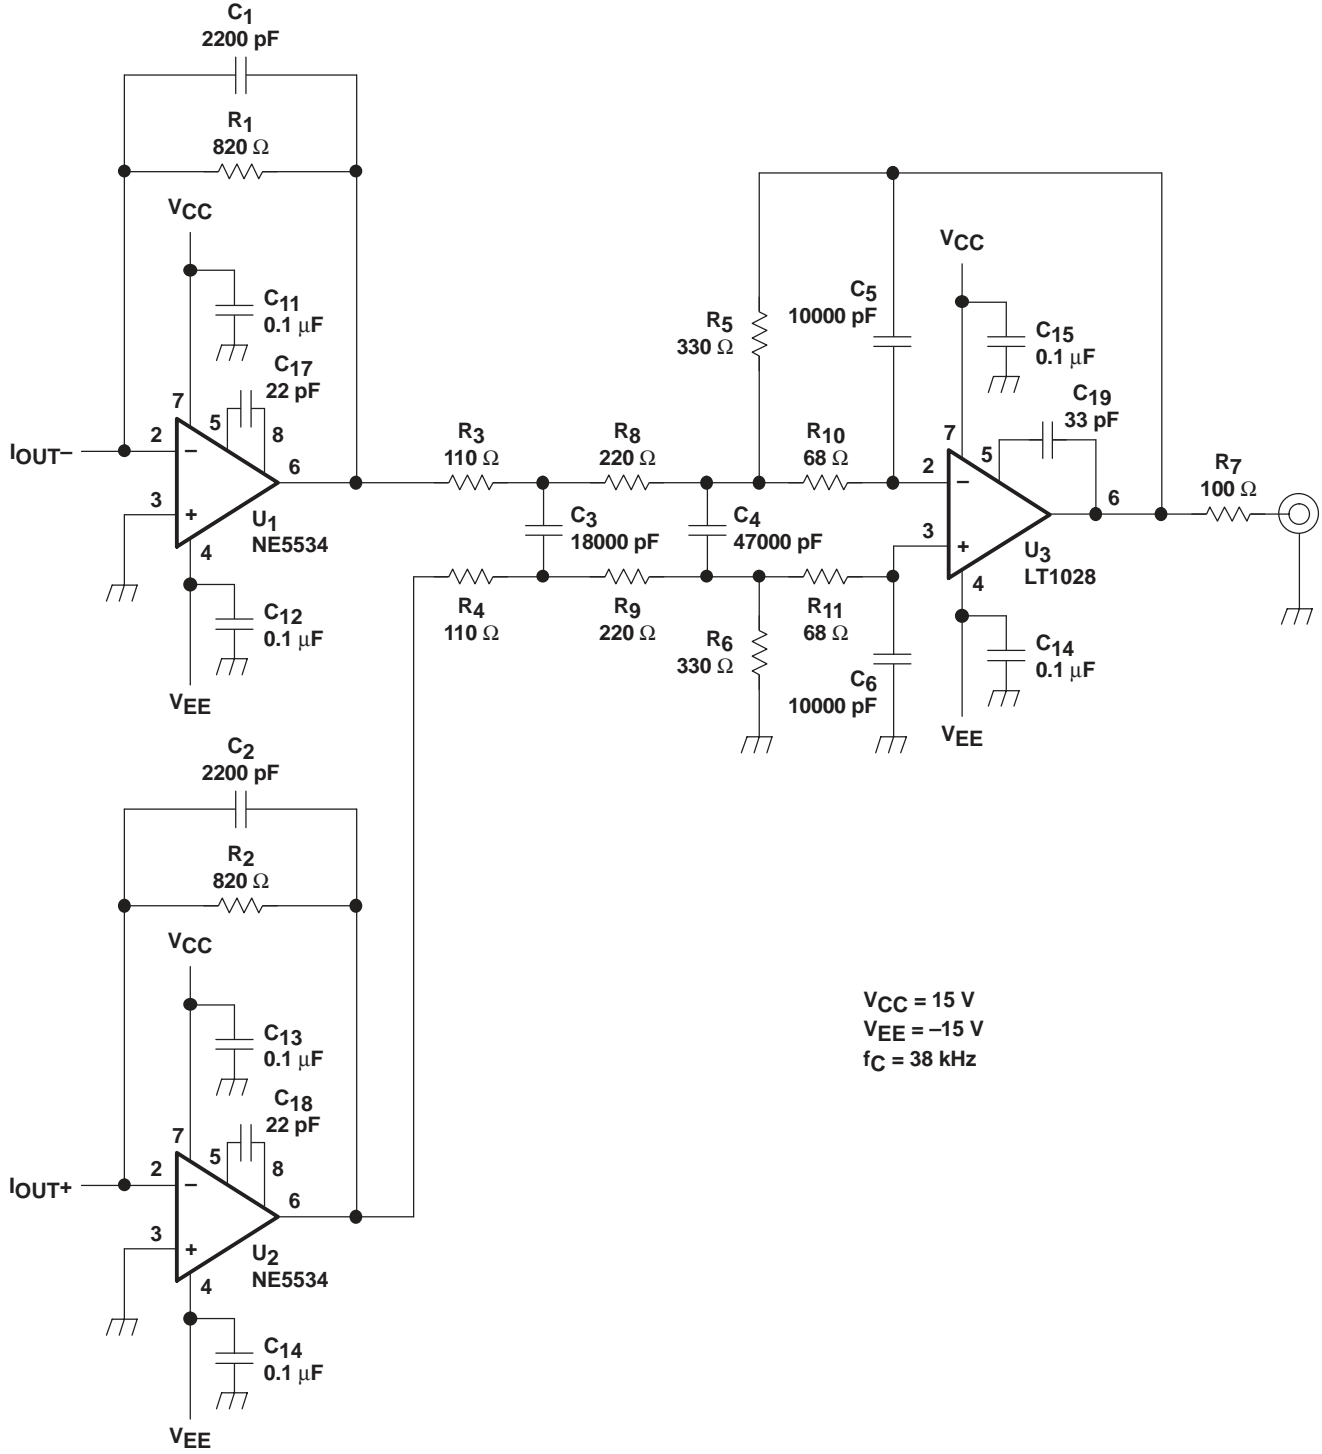 C1
2200 pF
R1
820 Ω
VCC
C11
0.1 μF
C17
22 pF
7
5
8
2
6
3
4
IOUT–
–
+
U1
NE5534
C12
0.1 μF
VEE
R3
110 Ω
R8
220 Ω
R10
68 Ω
R5
330 Ω
C5
10000 pF
C3
18000 pF
C4
47000 pF
R4
110 Ω
R9
220 Ω
R11
68 Ω
R6
330 Ω
C6
10000 pF
VCC
C15
0.1 μF
C19
33 pF
7
5
2
6
3
4
–
+
U3
LT1028
C14
0.1 μF
VEE
R7
100 Ω
C2
2200 pF
R2
820 Ω
VCC
C13
0.1 μF
C18
22 pF
7
5
8
2
6
3
4
IOUT+
–
+
U2
NE5534
C14
0.1 μF
VEE
VCC = 15 V
VEE = –15 V
fC = 38 kHz